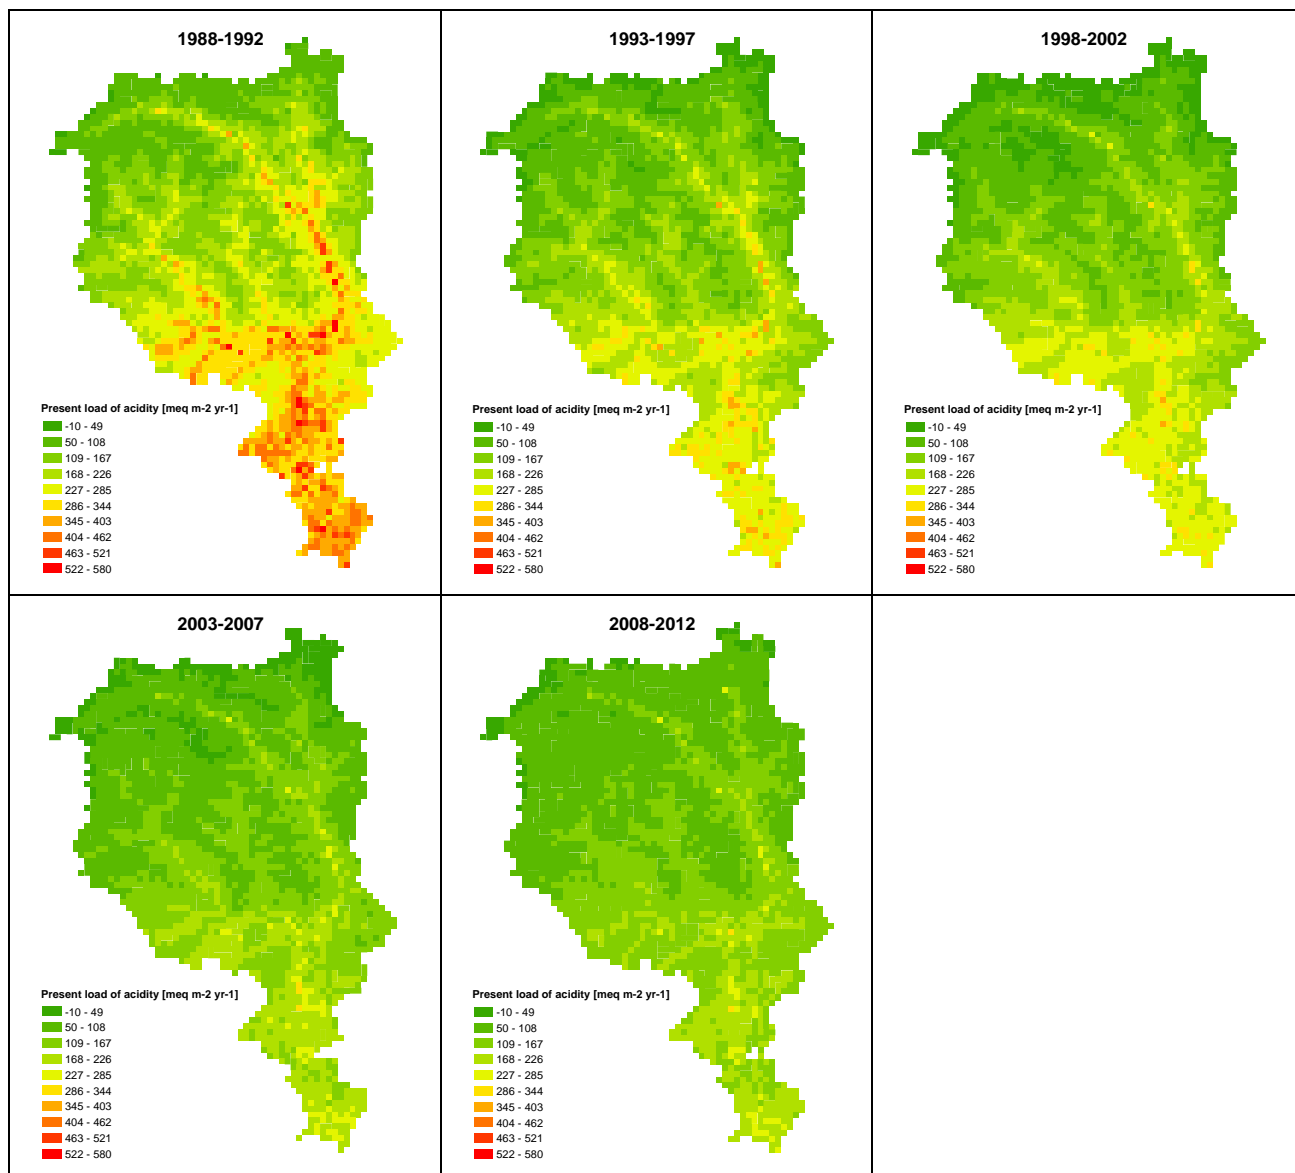 1988-1992
Present load of acidity [meq m-2 yr-1]
-10 - 49
50 - 108
109 - 167
168 - 226
227 - 285
286 - 344
345 - 403
404 - 462
463 - 521
522 - 580
1993-1997
Present load of acidity [meq m-2 yr-1]
-10 - 49
50 - 108
109 - 167
168 - 226
227 - 285
286 - 344
345 - 403
404 - 462
463 - 521
522 - 580
1998-2002
Present load of acidity [meq m-2 yr-1]
-10 - 49
50 - 108
109 - 167
168 - 226
227 - 285
286 - 344
345 - 403
404 - 462
463 - 521
522 - 580
2003-2007
Present load of acidity [meq m-2 yr-1]
-10 - 49
50 - 108
109 - 167
168 - 226
227 - 285
286 - 344
345 - 403
404 - 462
463 - 521
522 - 580
2008-2012
Present load of acidity [meq m-2 yr-1]
-10 - 49
50 - 108
109 - 167
168 - 226
227 - 285
286 - 344
345 - 403
404 - 462
463 - 521
522 - 580